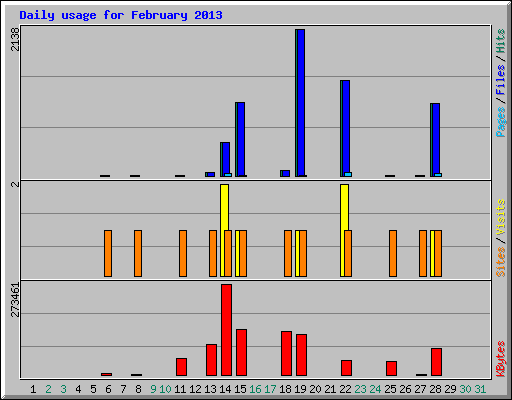 Daily usage for February 2013
2138
Pages / Files / Hits
2
Sites / Visits
273461
KBytes
1 2 3 4 5 6 7 8 9 10 11 12 13 14 15 16 17 18 19 20 21 22 23 24 25 26 27 28 29 30 31